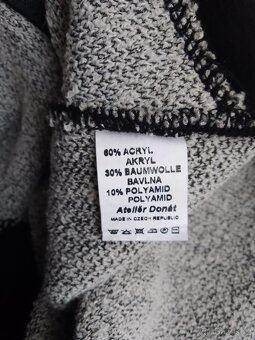 60% ACRYL
AKRYL
30% BAUMWOLLE
BAVLNA
10% POLYAMID
POLYAMID
Ateliér Donát
MADE IN CZECH REPUBLIC